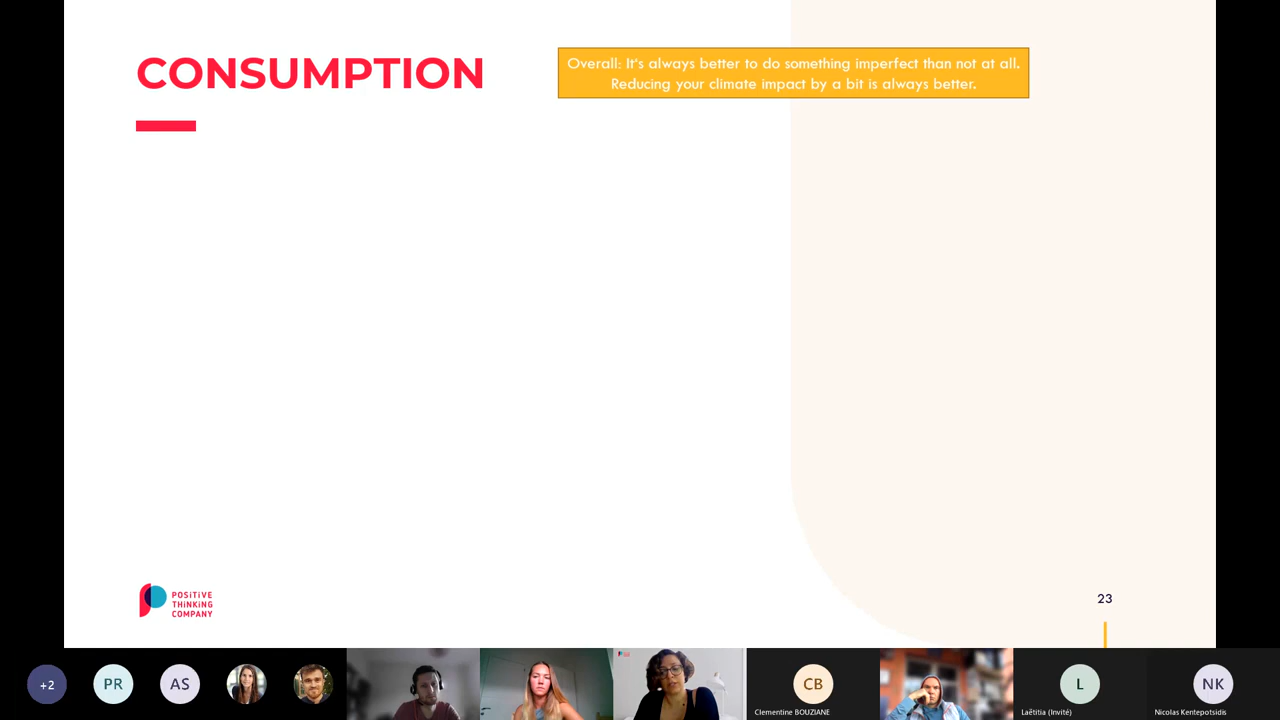 CONSUMPTION
Overall: It's always better to do something imperfect than not at all.
Reducing your climate impact by a bit is always better.
POSiTiVE
THiNKiNG
COMPANY
23
+2
PR
AS
CB
Clementine BOUZIANE
L
Laëtitia (Invité)
NK
Nicolas Kentepotsidis